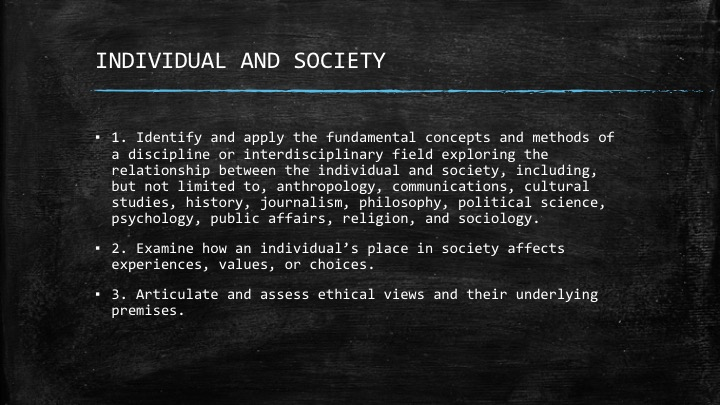 INDIVIDUAL AND SOCIETY
▪ 1. Identify and apply the fundamental concepts and methods of
a discipline or interdisciplinary field exploring the
relationship between the individual and society, including,
but not limited to, anthropology, communications, cultural
studies, history, journalism, philosophy, political science,
psychology, public affairs, religion, and sociology.
▪ 2. Examine how an individual’s place in society affects
experiences, values, or choices.
▪ 3. Articulate and assess ethical views and their underlying
premises.